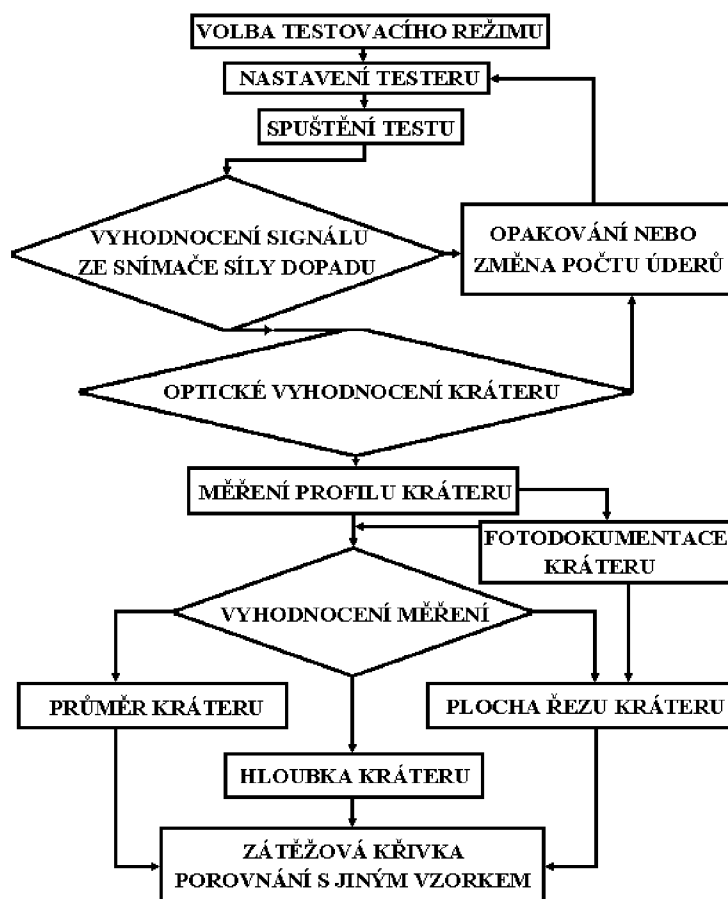 VOLBA TESTOVACÍHO REŽIMU
NASTAVENÍ TESTERU
SPUŠTĚNÍ TESTU
VYHODNOCENÍ SIGNÁLU
ZE SNÍMAČE SÍLY DOPADU
OPAKOVÁNÍ NEBO
ZMĚNA POČTU ÚDERŮ
OPTICKÉ VYHODNOCENÍ KRÁTERU
MĚŘENÍ PROFILU KRÁTERU
FOTODOKUMENTACE
KRÁTERU
VYHODNOCENÍ MĚŘENÍ
PRŮMĚR KRÁTERU
PLOCHA ŘEZU KRÁTERU
HLOUBKA KRÁTERU
ZÁTĚŽOVÁ KŘIVKA
POROVNÁNÍ S JINÝM VZORKEM